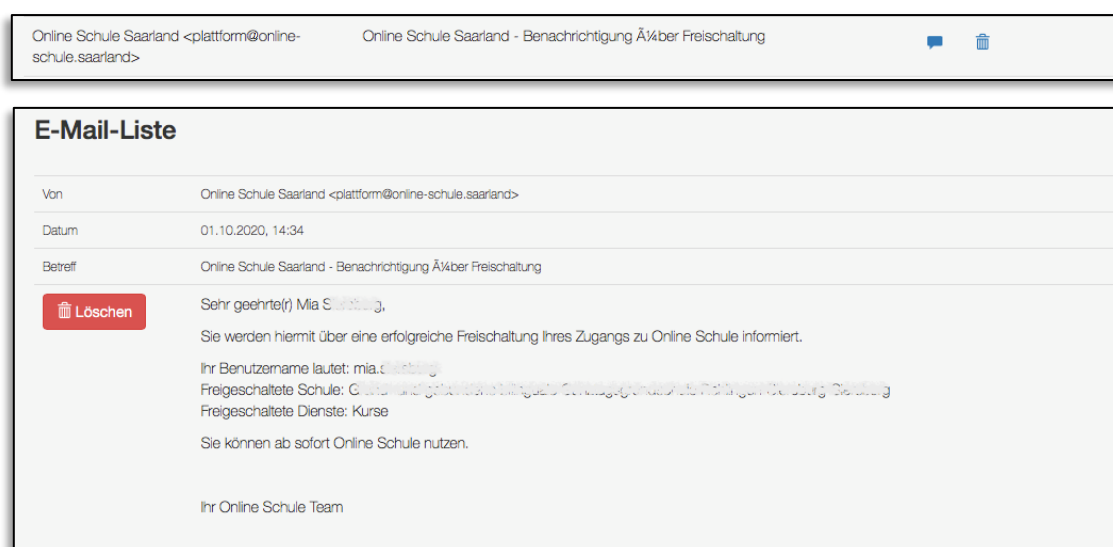 Online Schule Saarland <plattform@online-
schule.saarland>
Online Schule Saarland - Benachrichtigung Ã¼ber Freischaltung
E-Mail-Liste
Von
Online Schule Saarland <plattform@online-schule.saarland>
Datum
01.10.2020, 14:34
Betreff
Online Schule Saarland - Benachrichtigung Ã¼ber Freischaltung
Löschen
Sehr geehrte(r) Mia
Sie werden hiermit über eine erfolgreiche Freischaltung Ihres Zugangs zu Online Schule informiert.
Ihr Benutzername lautet: mia.
Freigeschaltete Schule:
Freigeschaltete Dienste: Kurse
Sie können ab sofort Online Schule nutzen.
Ihr Online Schule Team